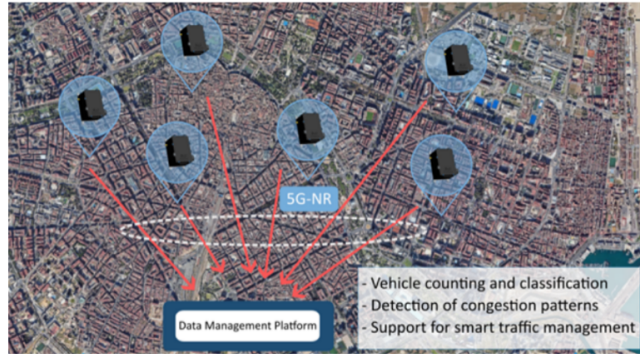 5G-NR
- Vehicle counting and classification
- Detection of congestion patterns
- Support for smart traffic management
Data Management Platform